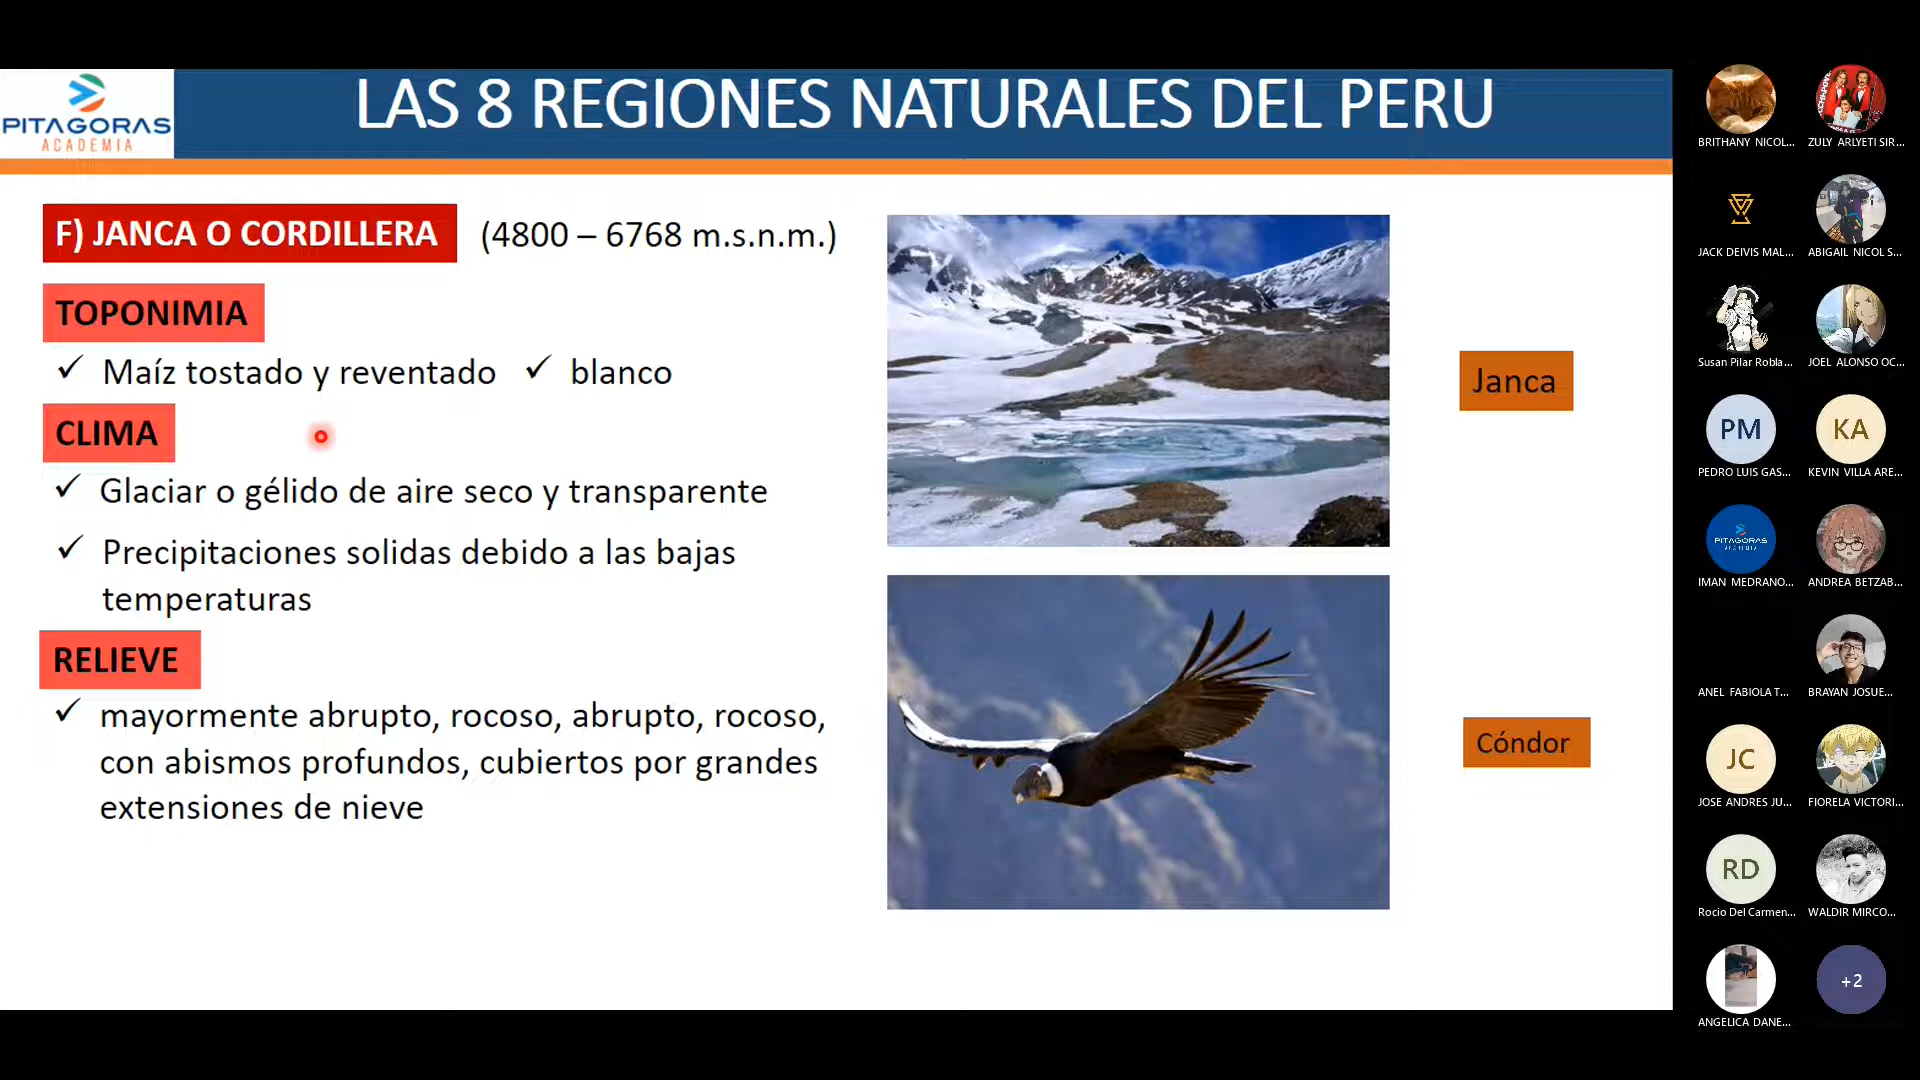 PITAGORAS
ACADEMIA
LAS 8 REGIONES NATURALES DEL PERU
F) JANCA O CORDILLERA (4800 – 6768 m.s.n.m.)
TOPONIMIA
✓ Maíz tostado y reventado ✓ blanco
CLIMA
✓ Glaciar o gélido de aire seco y transparente
✓ Precipitaciones solidas debido a las bajas
temperaturas
RELIEVE
✓ mayormente abrupto, rocoso, abrupto, rocoso,
con abismos profundos, cubiertos por grandes
extensiones de nieve
Janca
Cóndor
BRITHANY NICOL... ZULY ARLYETI SIR...
JACK DEIVIS MAL... ABIGAIL NICOL S...
Susan Pilar Robla... JOEL ALONSO OC...
PM KA
PEDRO LUIS GAS... KEVIN VILLA ARE...
PITAGORAS
IMAN MEDRANO... ANDREA BETZAB...
ANEL FABIOLA T... BRAYAN JOSUE...
JC
JOSE ANDRES JU... FIORELA VICTORI...
RD
Rocio Del Carmen... WALDIR MIRCO...
+2
ANGELICA DANE...